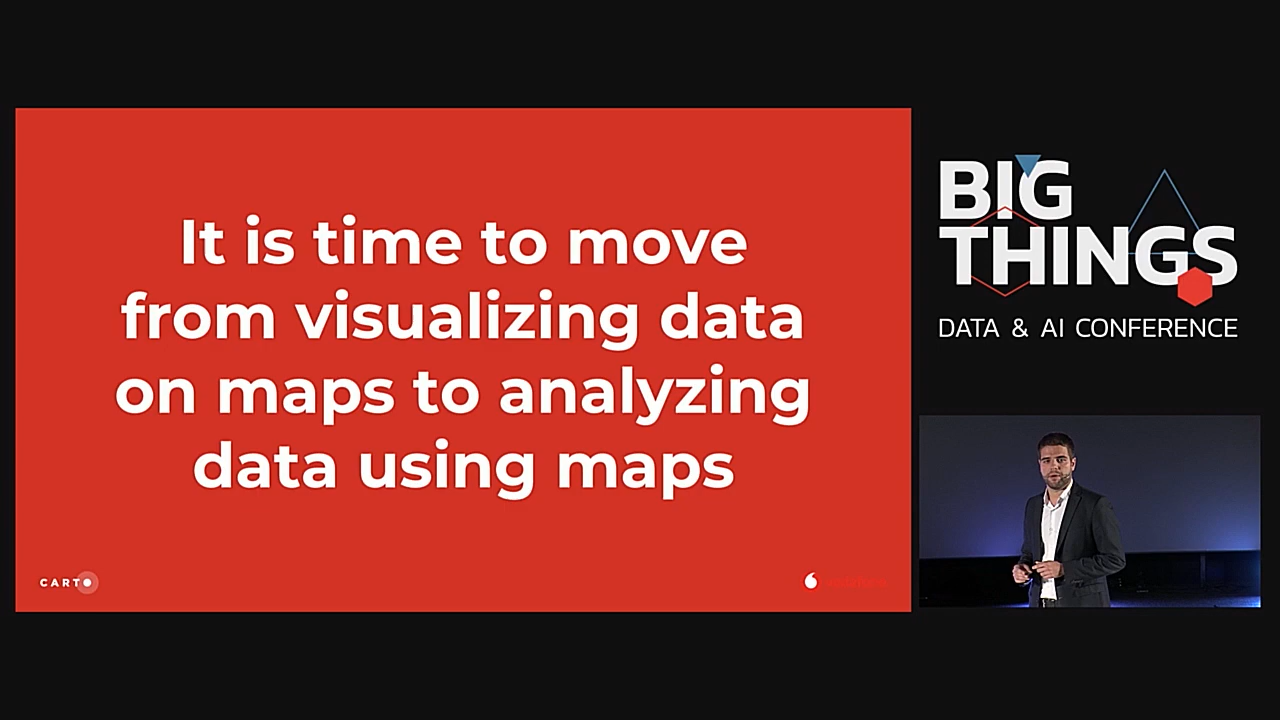 It is time to move
from visualizing data
on maps to analyzing
data using maps
CARTO
BIG
THINGS
DATA & AI CONFERENCE